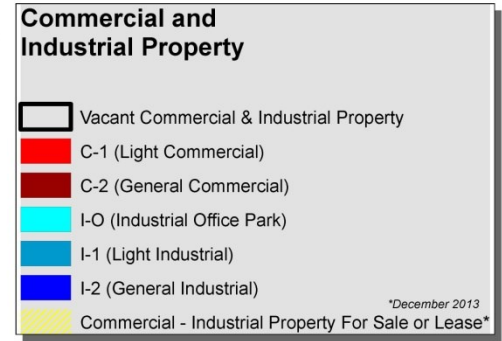 Commercial and
Industrial Property
Vacant Commercial & Industrial Property
C-1 (Light Commercial)
C-2 (General Commercial)
I-O (Industrial Office Park)
I-1 (Light Industrial)
I-2 (General Industrial)
*December 2013
Commercial - Industrial Property For Sale or Lease*